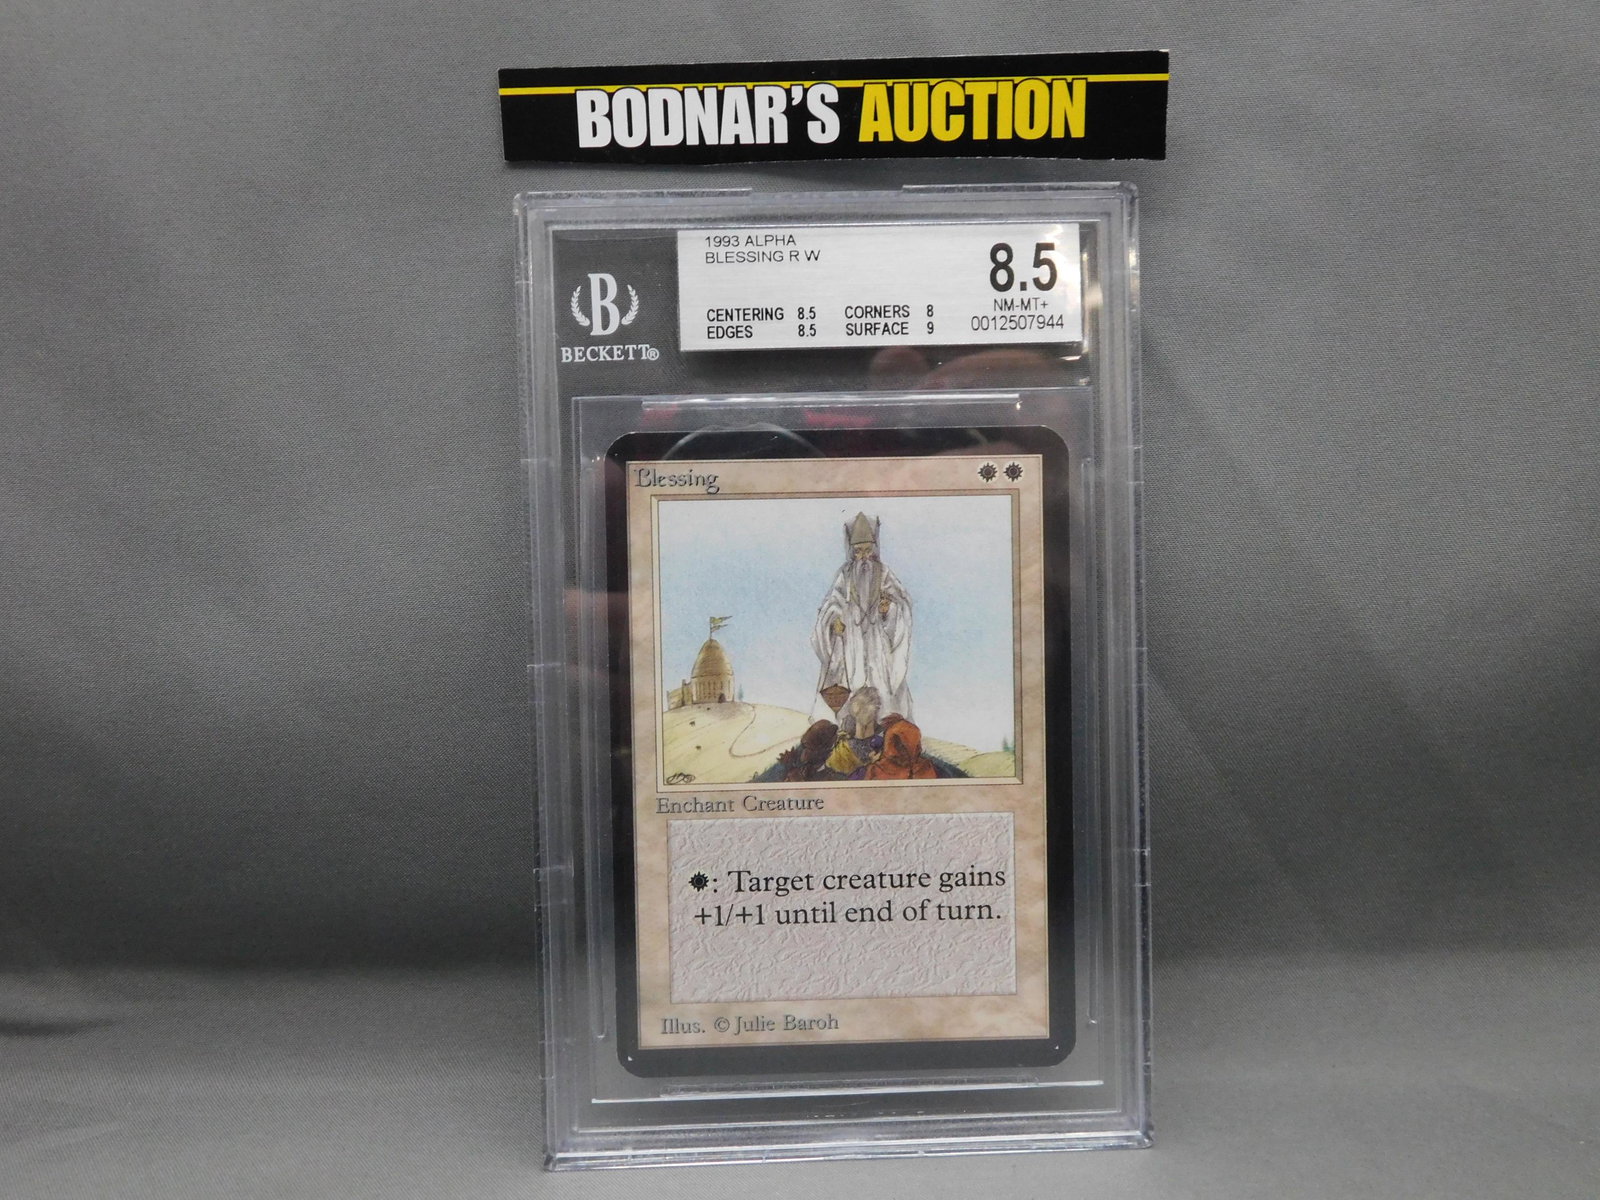 BODNAR'S AUCTION
1993 ALPHA
BLESSING R W
8.5
CENTERING 8.5 CORNERS 8
EDGES 8.5 SURFACE 9
NM-MT+
0012507944
B
BECKETT®
Blessing
Enchant Creature
: Target creature gains
+1/+1 until end of turn.
Illus. © Julie Baroh